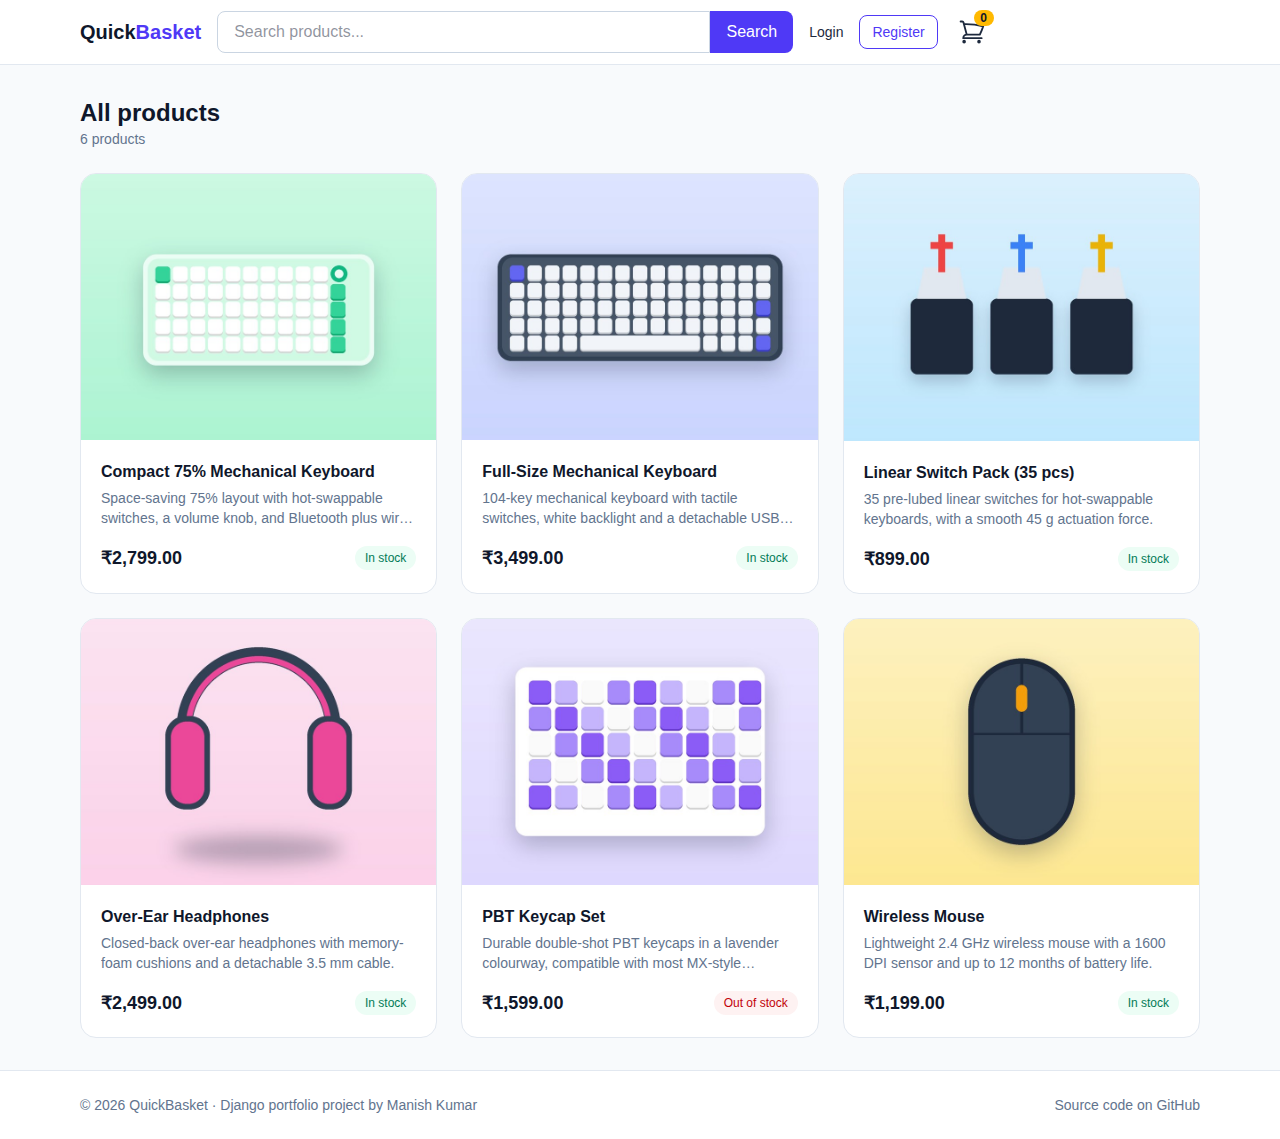 QuickBasket
Search products...
Search
Login
Register
0
All products
6 products
Compact 75% Mechanical Keyboard
Space-saving 75% layout with hot-swappable
switches, a volume knob, and Bluetooth plus wir…
₹2,799.00
In stock
Full-Size Mechanical Keyboard
104-key mechanical keyboard with tactile
switches, white backlight and a detachable USB…
₹3,499.00
In stock
Linear Switch Pack (35 pcs)
35 pre-lubed linear switches for hot-swappable
keyboards, with a smooth 45 g actuation force.
₹899.00
In stock
Over-Ear Headphones
Closed-back over-ear headphones with memory-
foam cushions and a detachable 3.5 mm cable.
₹2,499.00
In stock
PBT Keycap Set
Durable double-shot PBT keycaps in a lavender
colourway, compatible with most MX-style…
₹1,599.00
Out of stock
Wireless Mouse
Lightweight 2.4 GHz wireless mouse with a 1600
DPI sensor and up to 12 months of battery life.
₹1,199.00
In stock
© 2026 QuickBasket · Django portfolio project by Manish Kumar
Source code on GitHub